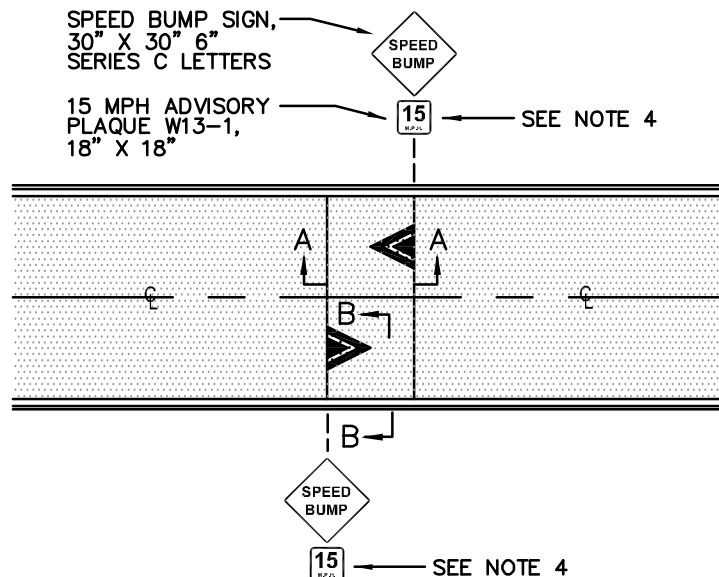 SPEED BUMP SIGN,
30" X 30" 6"
SERIES C LETTERS
SPEED
BUMP
15 MPH ADVISORY
PLAQUE W13-1,
18" X 18"
15
M.P.H.
SEE NOTE 4
A
A
℄
℄
B
B
SPEED
BUMP
15
M.P.H.
SEE NOTE 4